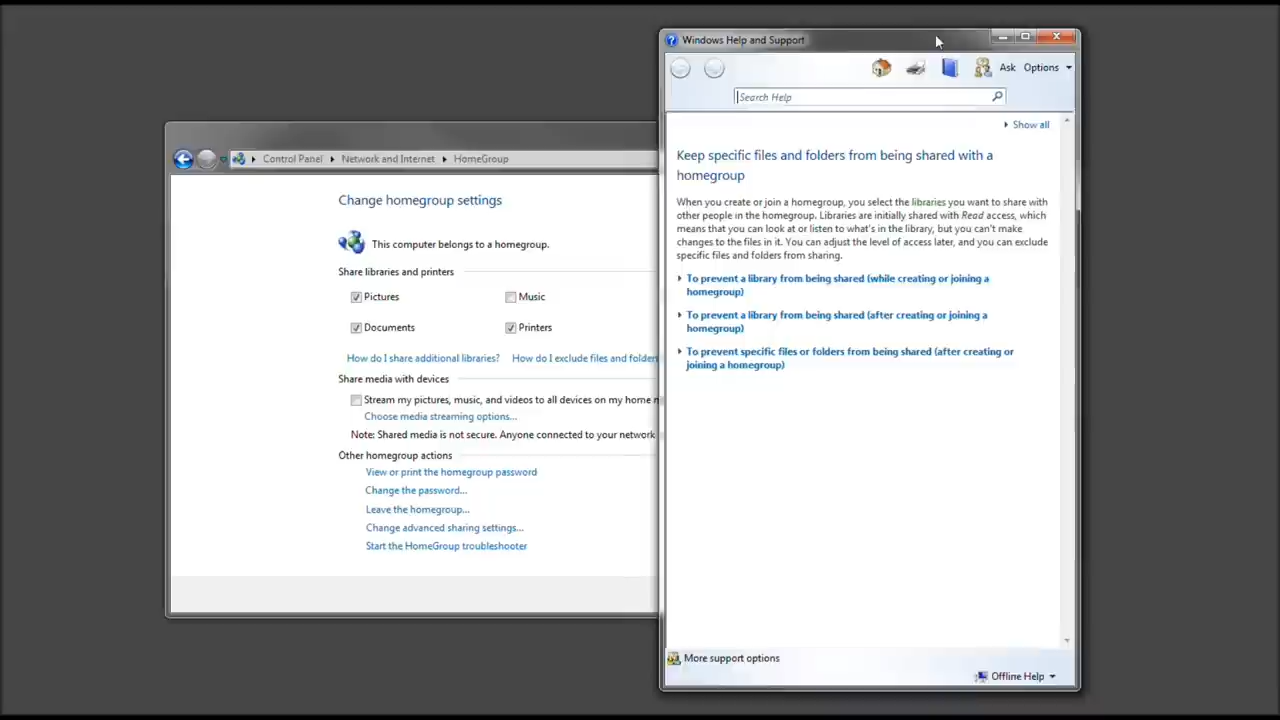 Control Panel
Network and Internet
HomeGroup
Change homegroup settings
This computer belongs to a homegroup.
Share libraries and printers
Pictures
Music
Documents
Printers
How do I share additional libraries?
How do I exclude files and folders
Share media with devices
Stream my pictures, music, and videos to all devices on my home
Choose media streaming options...
Note: Shared media is not secure. Anyone connected to your network
Other homegroup actions
View or print the homegroup password
Change the password...
Leave the homegroup...
Change advanced sharing settings...
Start the HomeGroup troubleshooter
Windows Help and Support
Ask
Options
Search Help
Show all
Keep specific files and folders from being shared with a
homegroup
When you create or join a homegroup, you select the libraries you want to share with
other people in the homegroup. Libraries are initially shared with Read access, which
means that you can look at or listen to what's in the library, but you can't make
changes to the files in it. You can adjust the level of access later, and you can exclude
specific files and folders from sharing.
To prevent a library from being shared (while creating or joining a
homegroup)
To prevent a library from being shared (after creating or joining a
homegroup)
To prevent specific files or folders from being shared (after creating or
joining a homegroup)
More support options
Offline Help